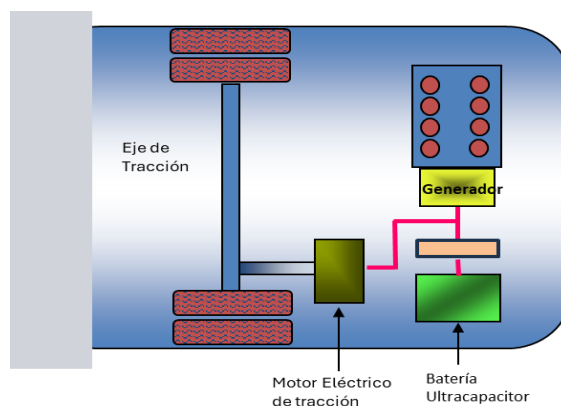 Eje de
Tracción
Generador
Motor Eléctrico
de tracción
Batería
Ultracapacitor